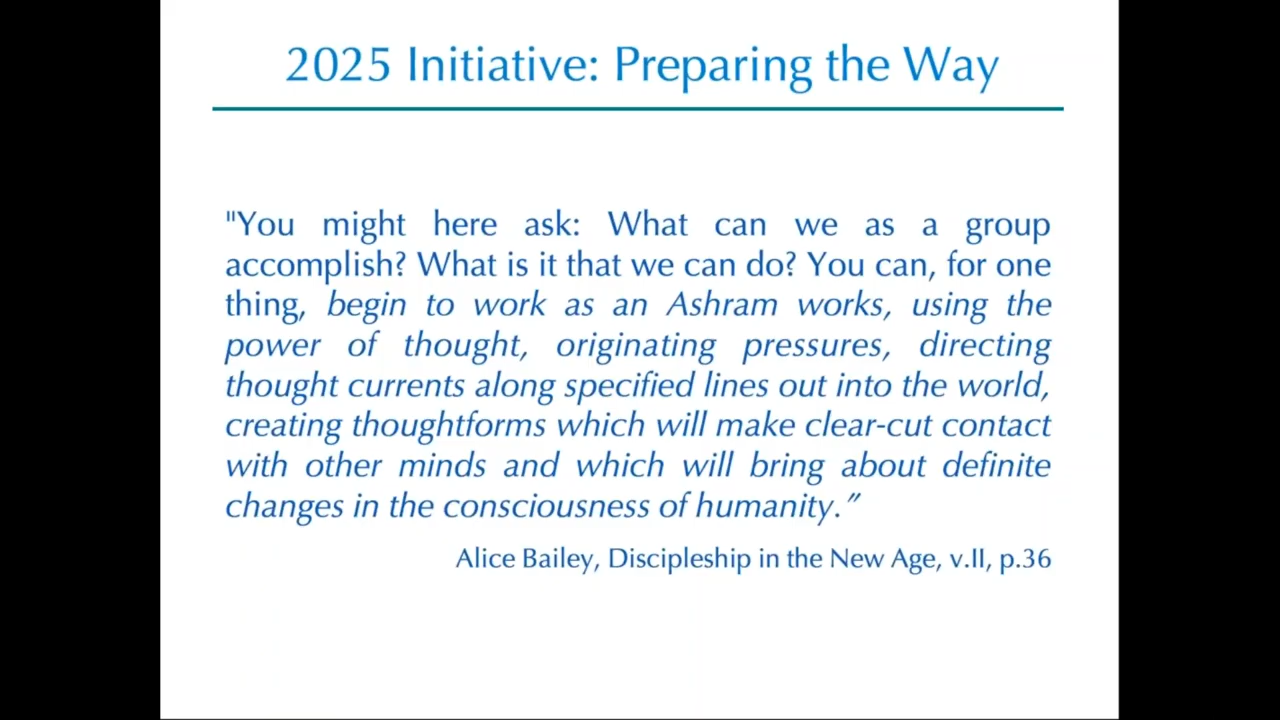 2025 Initiative: Preparing the Way
"You might here ask: What can we as a group
accomplish? What is it that we can do? You can, for one
thing, begin to work as an Ashram works, using the
power of thought, originating pressures, directing
thought currents along specified lines out into the world,
creating thoughtforms which will make clear-cut contact
with other minds and which will bring about definite
changes in the consciousness of humanity.”
Alice Bailey, Discipleship in the New Age, v.II, p.36